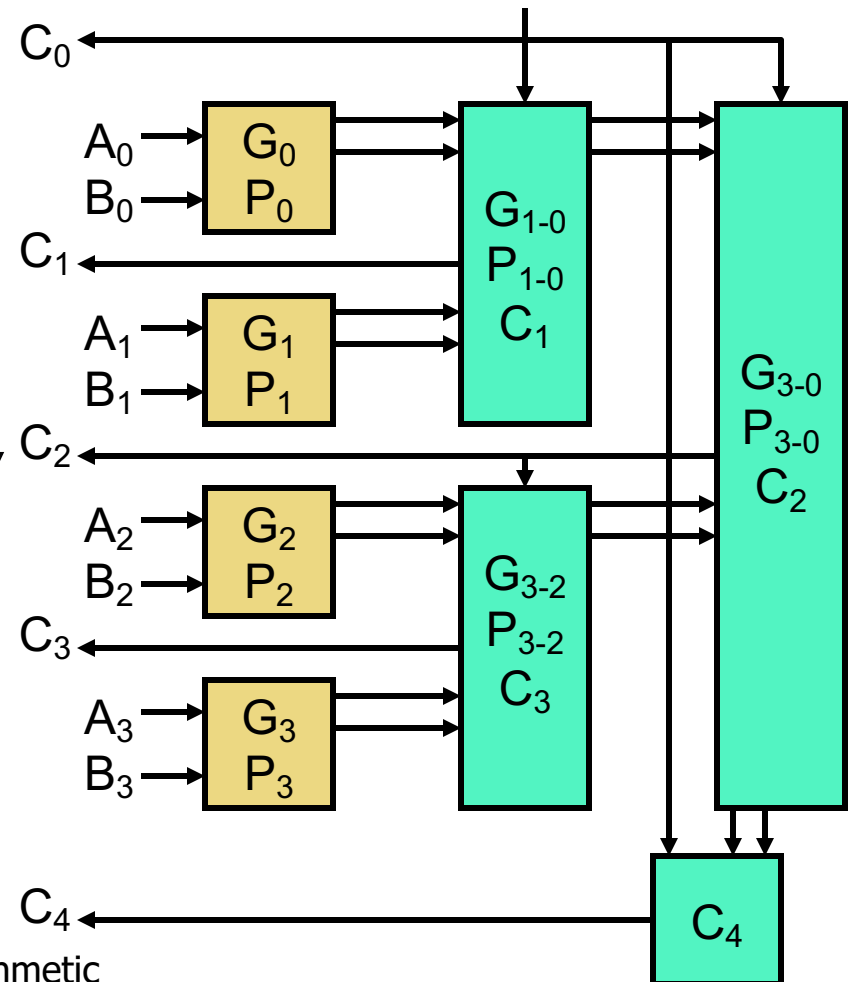 C₀
A₀
B₀
G₀
P₀
C₁
A₁
B₁
G₁
P₁
G₁₋₀
P₁₋₀
C₁
C₂
A₂
B₂
G₂
P₂
C₃
A₃
B₃
G₃
P₃
G₃₋₂
P₃₋₂
C₃
G₃₋₀
P₃₋₀
C₂
C₄
C₄